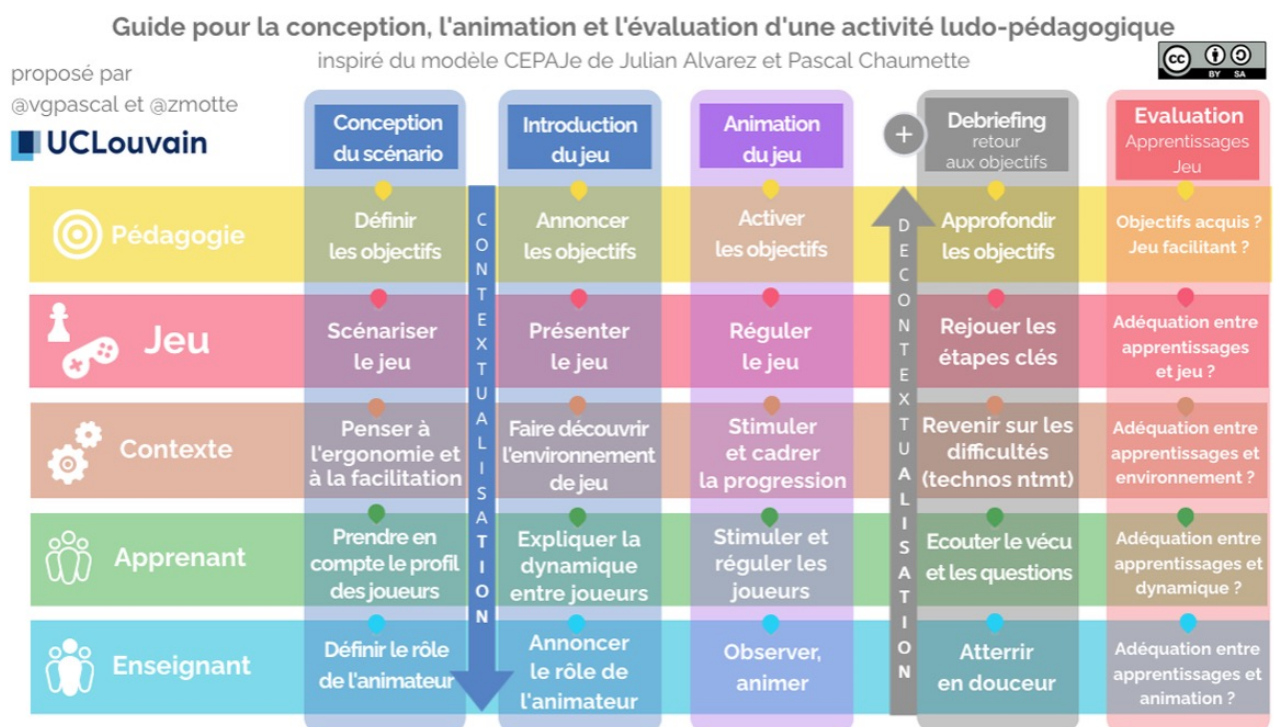 Guide pour la conception, l'animation et l'évaluation d'une activité ludo-pédagogique
inspiré du modèle CEPAJe de Julian Alvarez et Pascal Chaumette
proposé par
@vgpascal et @zmotte
UCLouvain
cc
BY SA
Conception
du scénario
Introduction
du jeu
Animation
du jeu
+
Debriefing
retour
aux objectifs
Evaluation
Apprentissages
Jeu
CONTEXTUALISATION
DECONTEXTUALISATION
Pédagogie
Définir
les objectifs
Annoncer
les objectifs
Activer
les objectifs
Approfondir
les objectifs
Objectifs acquis ?
Jeu facilitant ?
Jeu
Scénariser
le jeu
Présenter
le jeu
Réguler
le jeu
Rejouer les
étapes clés
Adéquation entre
apprentissages
et jeu ?
Contexte
Penser à
l'ergonomie et
à la facilitation
Faire découvrir
l'environnement
de jeu
Stimuler
et cadrer
la progression
Revenir sur les
difficultés
(technos ntmt)
Adéquation entre
apprentissages et
environnement ?
Apprenant
Prendre en
compte le profil
des joueurs
Expliquer la
dynamique
entre joueurs
Stimuler et
réguler les
joueurs
Ecouter le vécu
et les questions
Adéquation entre
apprentissages et
dynamique ?
Enseignant
Définir le rôle
de l'animateur
Annoncer
le rôle de
l'animateur
Observer,
animer
Atterrir
en douceur
Adéquation entre
apprentissages et
animation ?